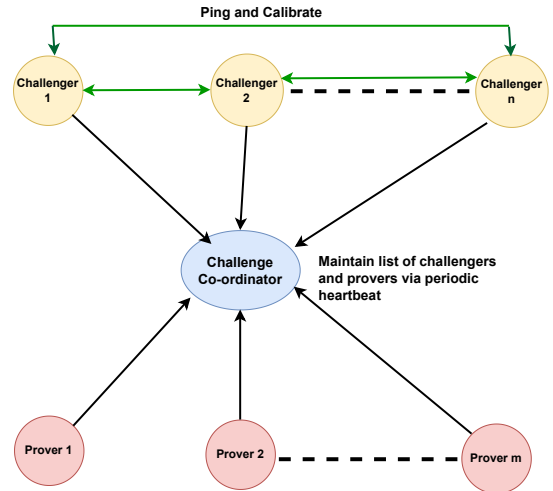 Ping and Calibrate
Challenger
1
Challenger
2
Challenger
n
Challenge
Co-ordinator
Maintain list of challengers
and provers via periodic
heartbeat
Prover 1
Prover 2
Prover m